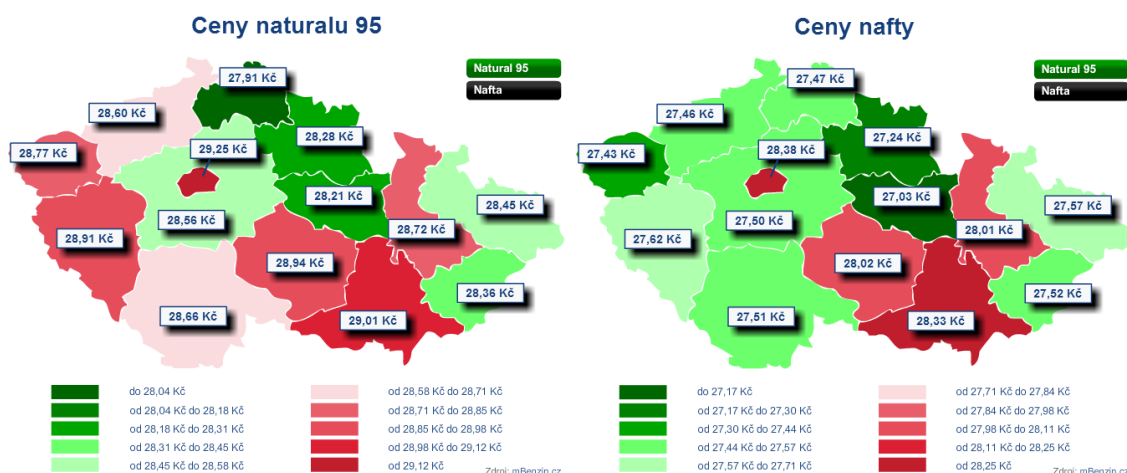 Ceny naturalu 95
Natural 95
Nafta
27,91 Kč
28,60 Kč
28,28 Kč
29,25 Kč
28,77 Kč
28,21 Kč
28,45 Kč
28,56 Kč
28,72 Kč
28,91 Kč
28,94 Kč
28,36 Kč
28,66 Kč
29,01 Kč
do 28,04 Kč
od 28,04 Kč do 28,18 Kč
od 28,18 Kč do 28,31 Kč
od 28,31 Kč do 28,45 Kč
od 28,45 Kč do 28,58 Kč
od 28,58 Kč do 28,71 Kč
od 28,71 Kč do 28,85 Kč
od 28,85 Kč do 28,98 Kč
od 28,98 Kč do 29,12 Kč
od 29,12 Kč
Zdroj: mBenzin.cz
Ceny nafty
Natural 95
Nafta
27,47 Kč
27,46 Kč
27,24 Kč
28,38 Kč
27,43 Kč
27,03 Kč
27,57 Kč
27,50 Kč
28,01 Kč
27,62 Kč
28,02 Kč
27,52 Kč
27,51 Kč
28,33 Kč
do 27,17 Kč
od 27,17 Kč do 27,30 Kč
od 27,30 Kč do 27,44 Kč
od 27,44 Kč do 27,57 Kč
od 27,57 Kč do 27,71 Kč
od 27,71 Kč do 27,84 Kč
od 27,84 Kč do 27,98 Kč
od 27,98 Kč do 28,11 Kč
od 28,11 Kč do 28,25 Kč
od 28,25 Kč
Zdroj: mBenzin.cz